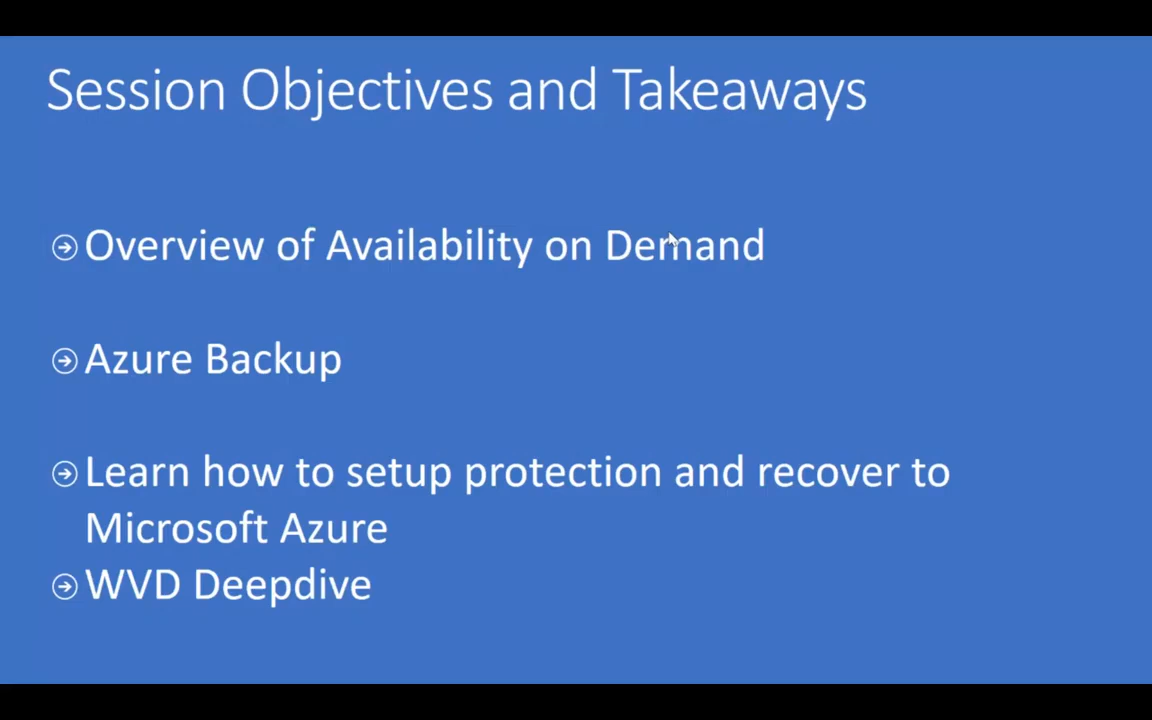 Session Objectives and Takeaways
Overview of Availability on Demand
Azure Backup
Learn how to setup protection and recover to
Microsoft Azure
WVD Deepdive